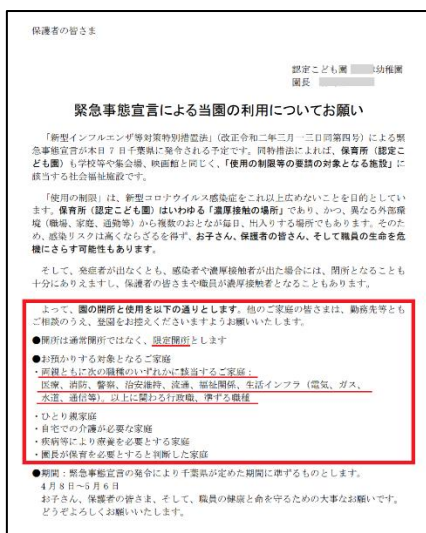 保護者の皆さま
認定こども園 幼稚園
園長
緊急事態宣言による当園の利用についてお願い
「新型インフルエンザ等対策特別措置法」(改正令和二年三月一三日同第四号)による緊
急事態宣言が本日7日千葉県に発令される予定です。同特措法によれば、保育所(認定こ
ども園)も学校等や集会場、映画館と同じく、「使用の制限等の要請の対象となる施設」に
該当する社会福祉施設です。
「使用の制限」は、新型コロナウイルス感染症をこれ以上広めないことを目的としてい
ます。保育所(認定こども園)はいわゆる「濃厚接触の場所」であり、かつ、異なる外部環
境(職場、家庭、通勤等)から複数のおとなが毎日、出入りする場所でもあります。そのた
め、感染リスクは高くならざるを得ず、お子さん、保護者の皆さん、そして職員の生命を危
機にさらす可能性もあります。
そして、発症者が出なくとも、感染者や濃厚接触者が出た場合には、閉所となることも
十分にありえますし、保護者の皆さまや職員が濃厚接触者となることもあります。
よって、園の開所と使用を以下の通りとします。他のご家庭の皆さまは、勤務先等とも
ご相談のうえ、登園をお控えくださいますようお願いいたします。
●開所は通常開所ではなく、限定開所とします
●お預かりする対象となるご家庭
・両親ともに次の職種のいずれかに該当するご家庭:
医療、消防、警察、治安維持、流通、福祉関係、生活インフラ(電気、ガス、
水道、通信等)。以上に関わる行政職、準ずる職種
・ひとり親家庭
・自宅での介護が必要な家庭
・疾病等により療養を必要とする家庭
・園長が保育を必要とすると判断した家庭
●期間:緊急事態宣言の発令により千葉県が定めた期間に準ずるものとします。
4月8日~5月6日
お子さん、保護者の皆さま、そして、職員の健康と命を守るための大事なお願いです。
どうぞよろしくお願いいたします。